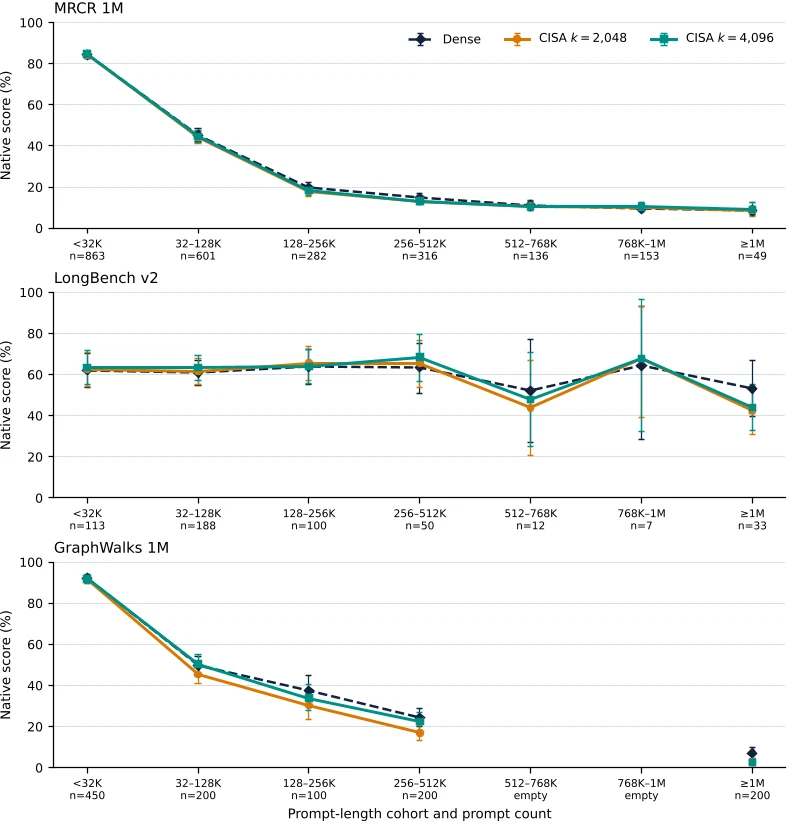 MRCR 1M
Dense
CISA k = 2,048
CISA k = 4,096
Native score (%)
100
80
60
40
20
0
<32K
n=863
32–128K
n=601
128–256K
n=282
256–512K
n=316
512–768K
n=136
768K–1M
n=153
≥1M
n=49
LongBench v2
Native score (%)
100
80
60
40
20
0
<32K
n=113
32–128K
n=188
128–256K
n=100
256–512K
n=50
512–768K
n=12
768K–1M
n=7
≥1M
n=33
GraphWalks 1M
Native score (%)
100
80
60
40
20
0
<32K
n=450
32–128K
n=200
128–256K
n=100
256–512K
n=200
512–768K
empty
768K–1M
empty
≥1M
n=200
Prompt-length cohort and prompt count